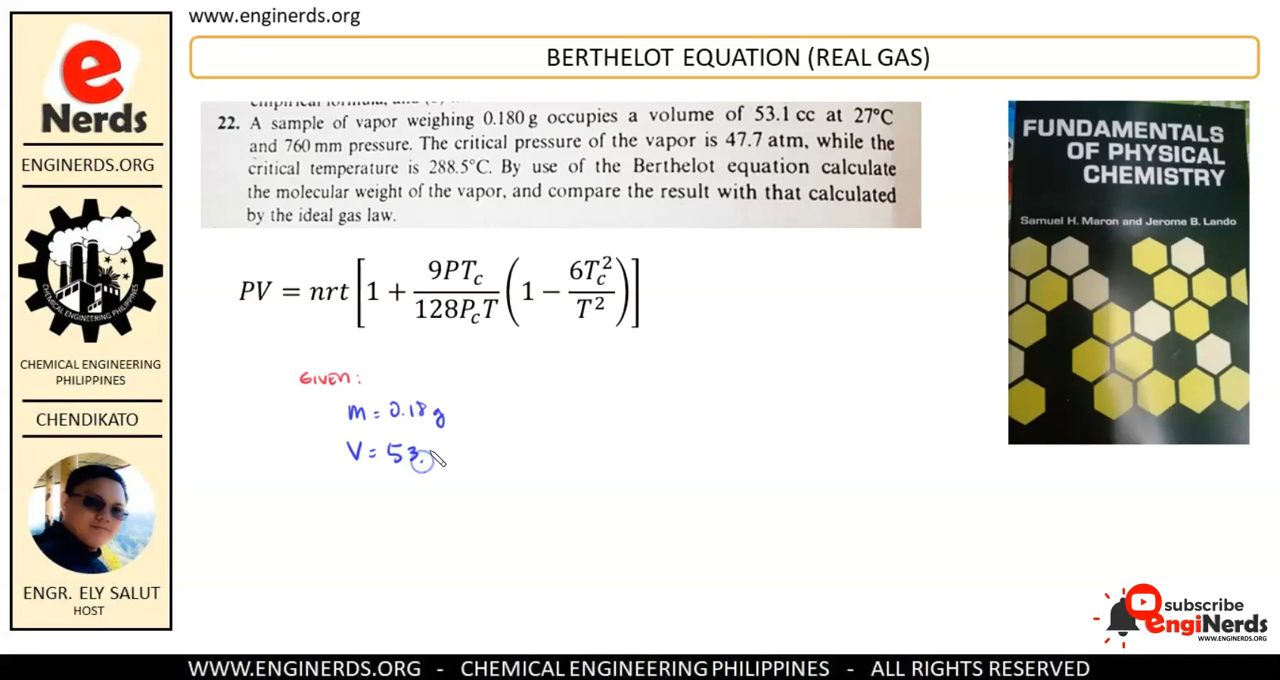 www.enginerds.org
BERTHELOT EQUATION (REAL GAS)
e
Nerds
ENGINERDS.ORG
CHEMICAL ENGINEERING PHILIPPINES
CHEMICAL ENGINEERING
PHILIPPINES
CHENDIKATO
ENGR. ELY SALUT
HOST
empirical formula, and
22. A sample of vapor weighing 0.180 g occupies a volume of 53.1 cc at 27°C
and 760 mm pressure. The critical pressure of the vapor is 47.7 atm, while the
critical temperature is 288.5°C. By use of the Berthelot equation calculate
the molecular weight of the vapor, and compare the result with that calculated
by the ideal gas law.
PV = nrt [1 + 9PT_c / 128P_cT (1 − 6T_c² / T²)]
GIVEN:
m = 0.18 g
V = 53.
FUNDAMENTALS
OF PHYSICAL
CHEMISTRY
Samuel H. Maron and Jerome B. Lando
subscribe
engiNerds
WWW.ENGINERDS.ORG
WWW.ENGINERDS.ORG - CHEMICAL ENGINEERING PHILIPPINES - ALL RIGHTS RESERVED